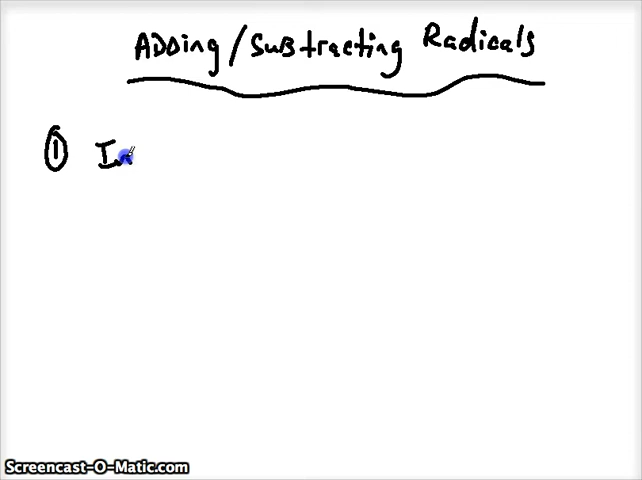 Adding / Subtracting Radicals
① I
Screencast-O-Matic.com